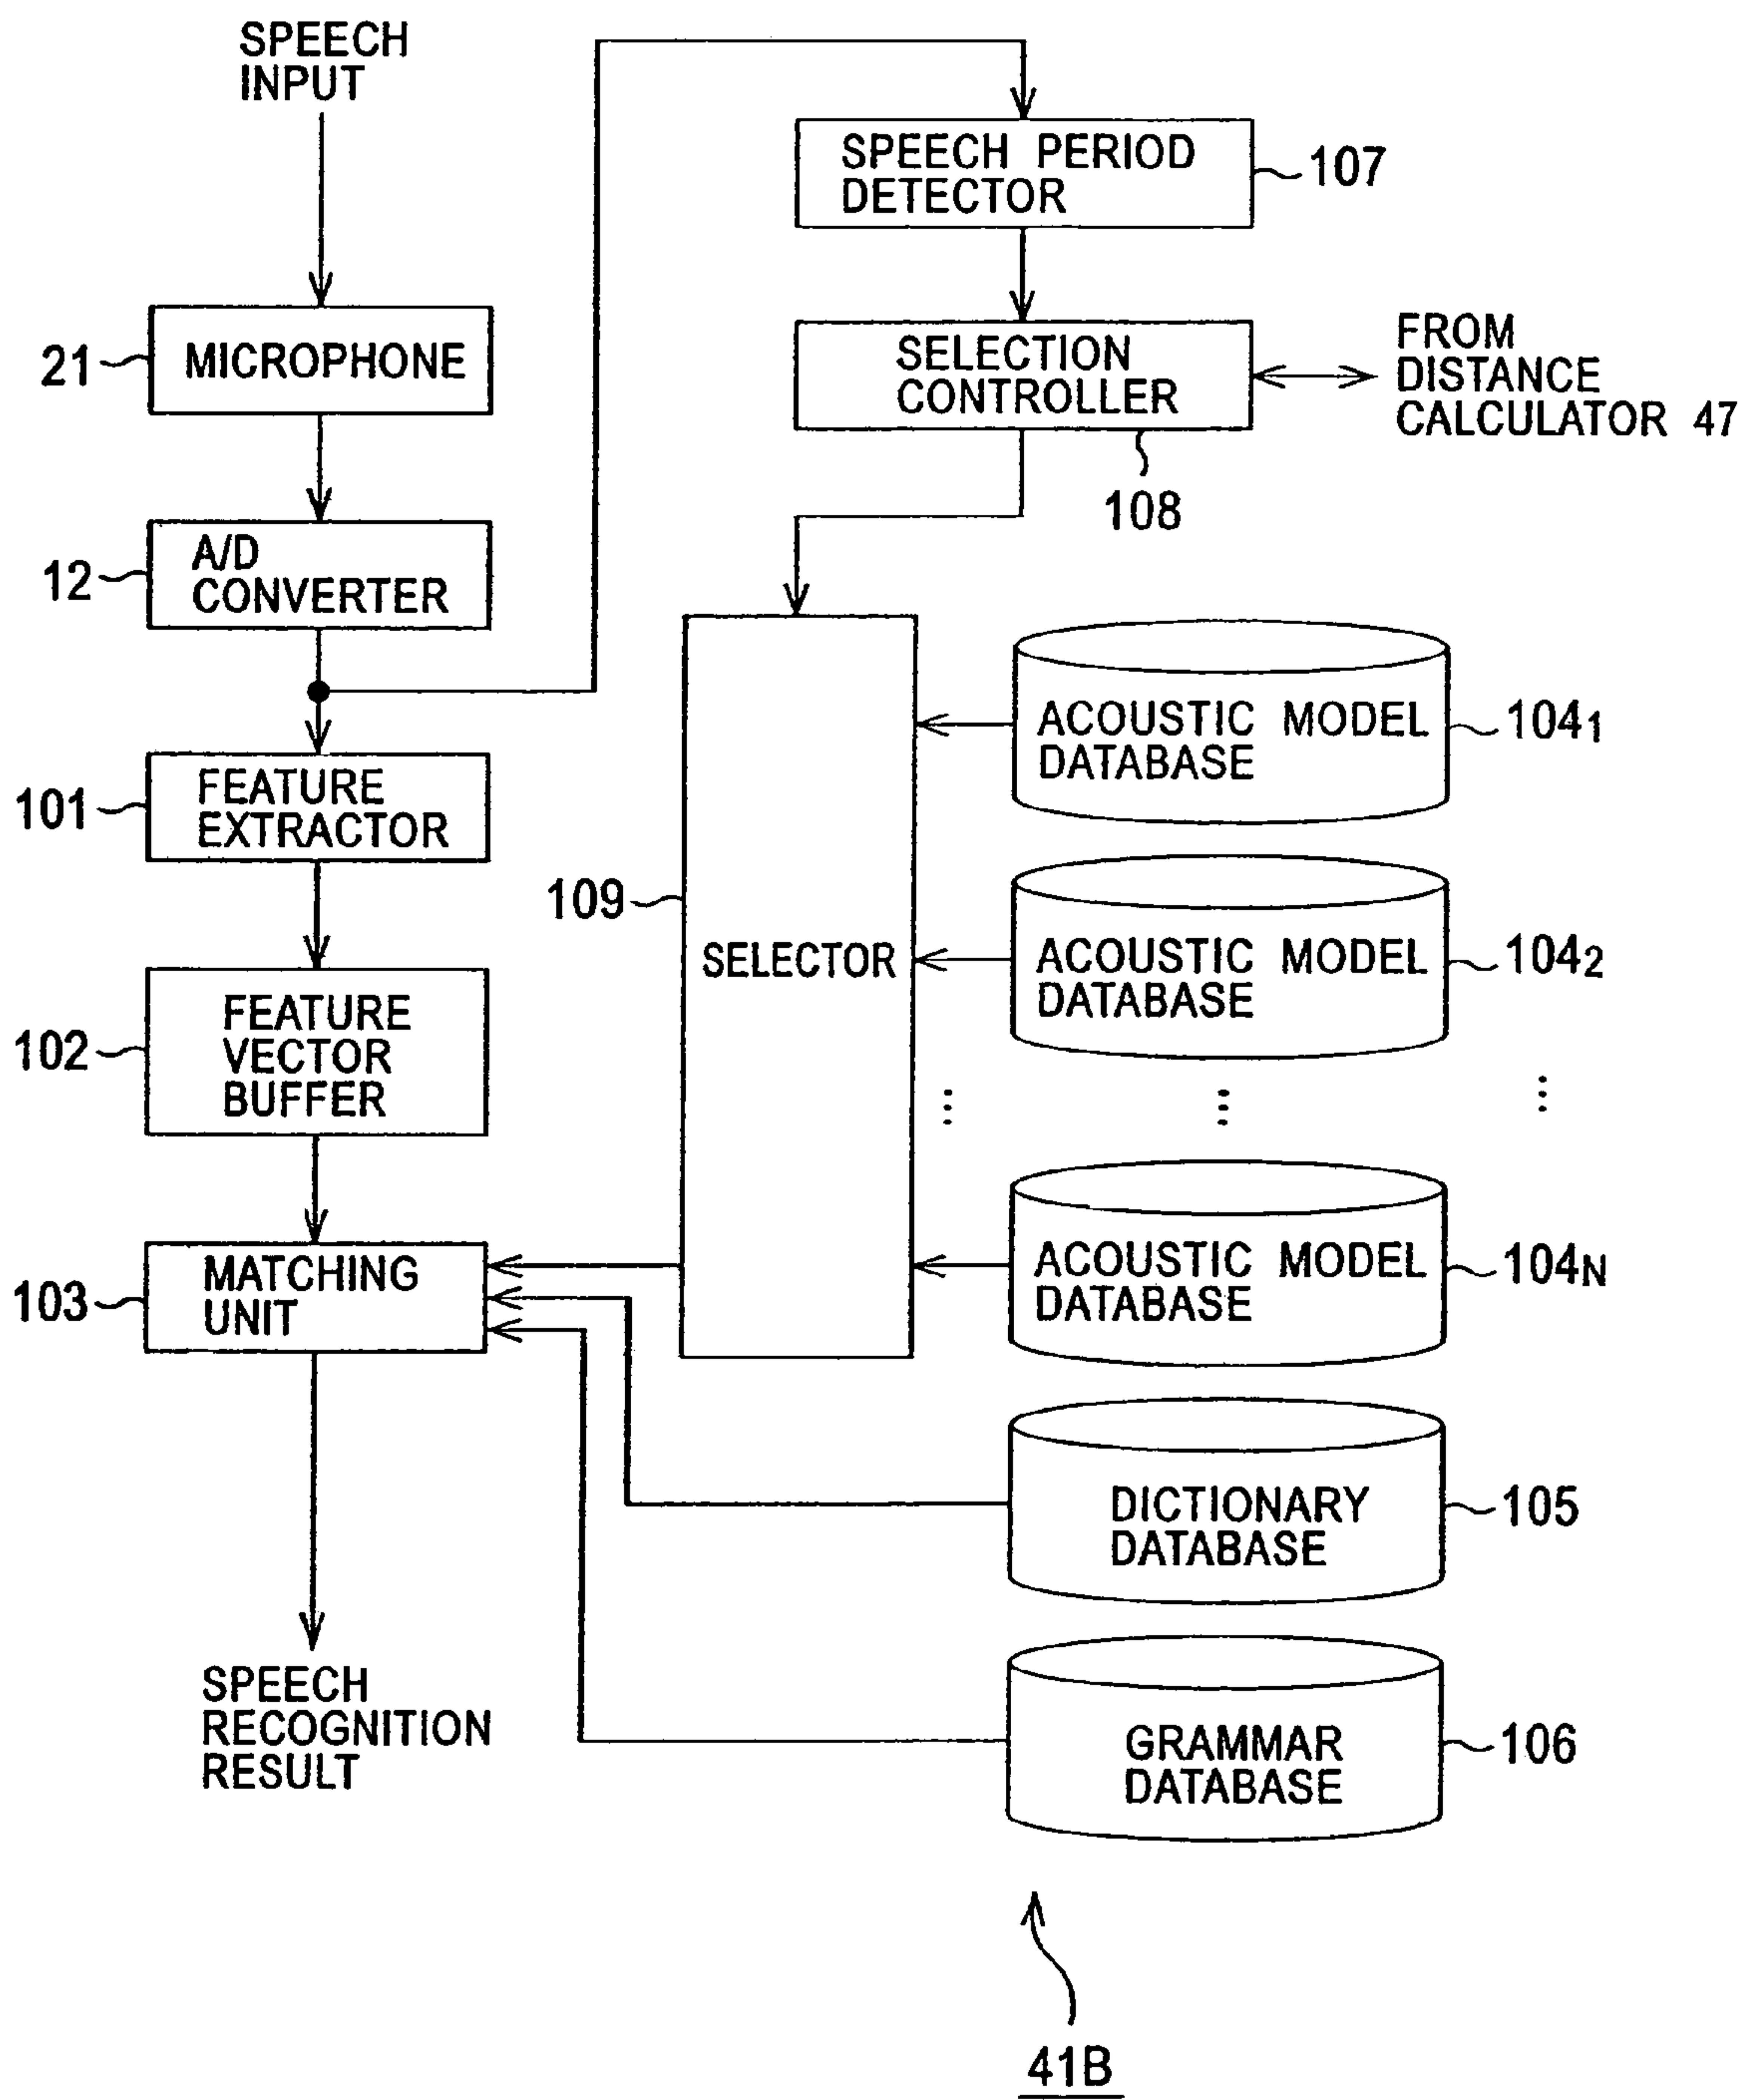 SPEECH
INPUT
SPEECH PERIOD
DETECTOR
107
21
MICROPHONE
SELECTION
CONTROLLER
108
FROM
DISTANCE
CALCULATOR 47
12
A/D
CONVERTER
101
FEATURE
EXTRACTOR
109
SELECTOR
ACOUSTIC MODEL
DATABASE
104₁
102
FEATURE
VECTOR
BUFFER
ACOUSTIC MODEL
DATABASE
104₂
...
...
...
103
MATCHING
UNIT
ACOUSTIC MODEL
DATABASE
104N
DICTIONARY
DATABASE
105
SPEECH
RECOGNITION
RESULT
GRAMMAR
DATABASE
106
41B